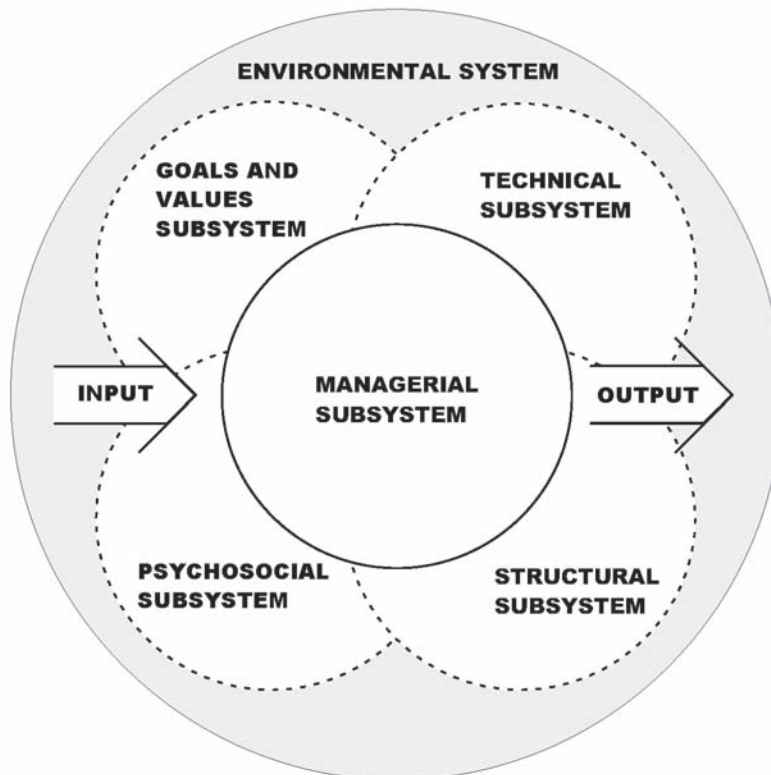 ENVIRONMENTAL SYSTEM
GOALS AND
VALUES
SUBSYSTEM
TECHNICAL
SUBSYSTEM
INPUT
MANAGERIAL
SUBSYSTEM
OUTPUT
PSYCHOSOCIAL
SUBSYSTEM
STRUCTURAL
SUBSYSTEM